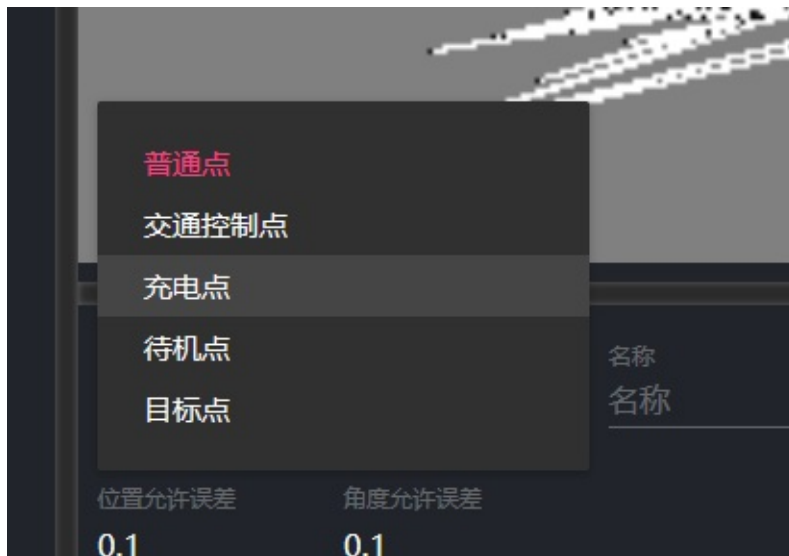 普通点
交通控制点
充电点
待机点
目标点
名称
名称
位置允许误差
角度允许误差
0.1
0.1